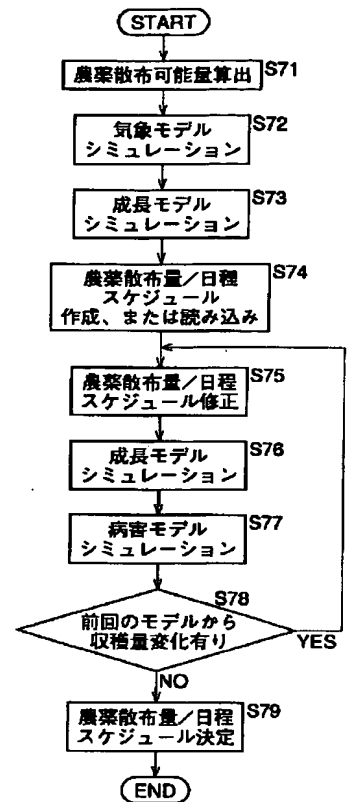 START
農薬散布可能量算出
S71
気象モデル
シミュレーション
S72
成長モデル
シミュレーション
S73
農薬散布量/日程
スケジュール
作成、または読み込み
S74
農薬散布量/日程
スケジュール修正
S75
成長モデル
シミュレーション
S76
病害モデル
シミュレーション
S77
S78
前回のモデルから
収穫量変化有り
YES
NO
農薬散布量/日程
スケジュール決定
S79
END